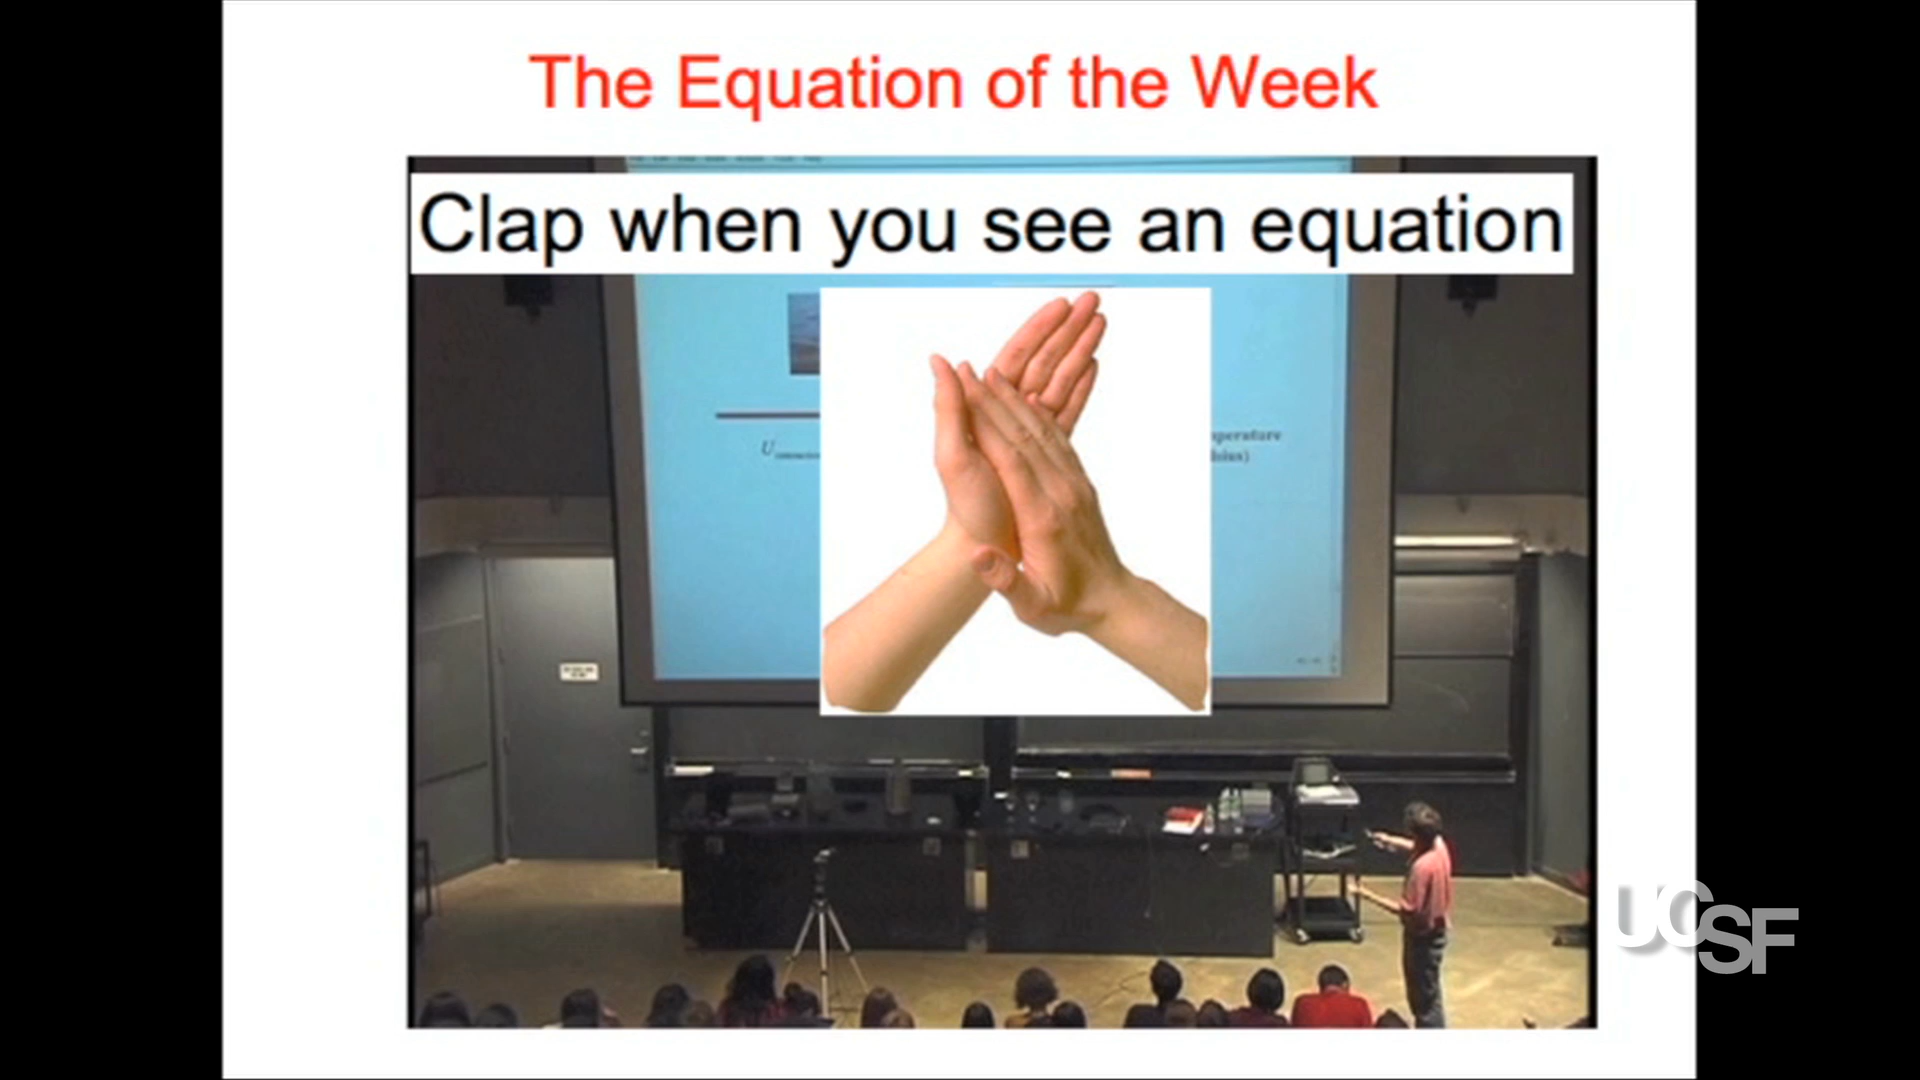 The Equation of the Week
Clap when you see an equation
U
UCSF